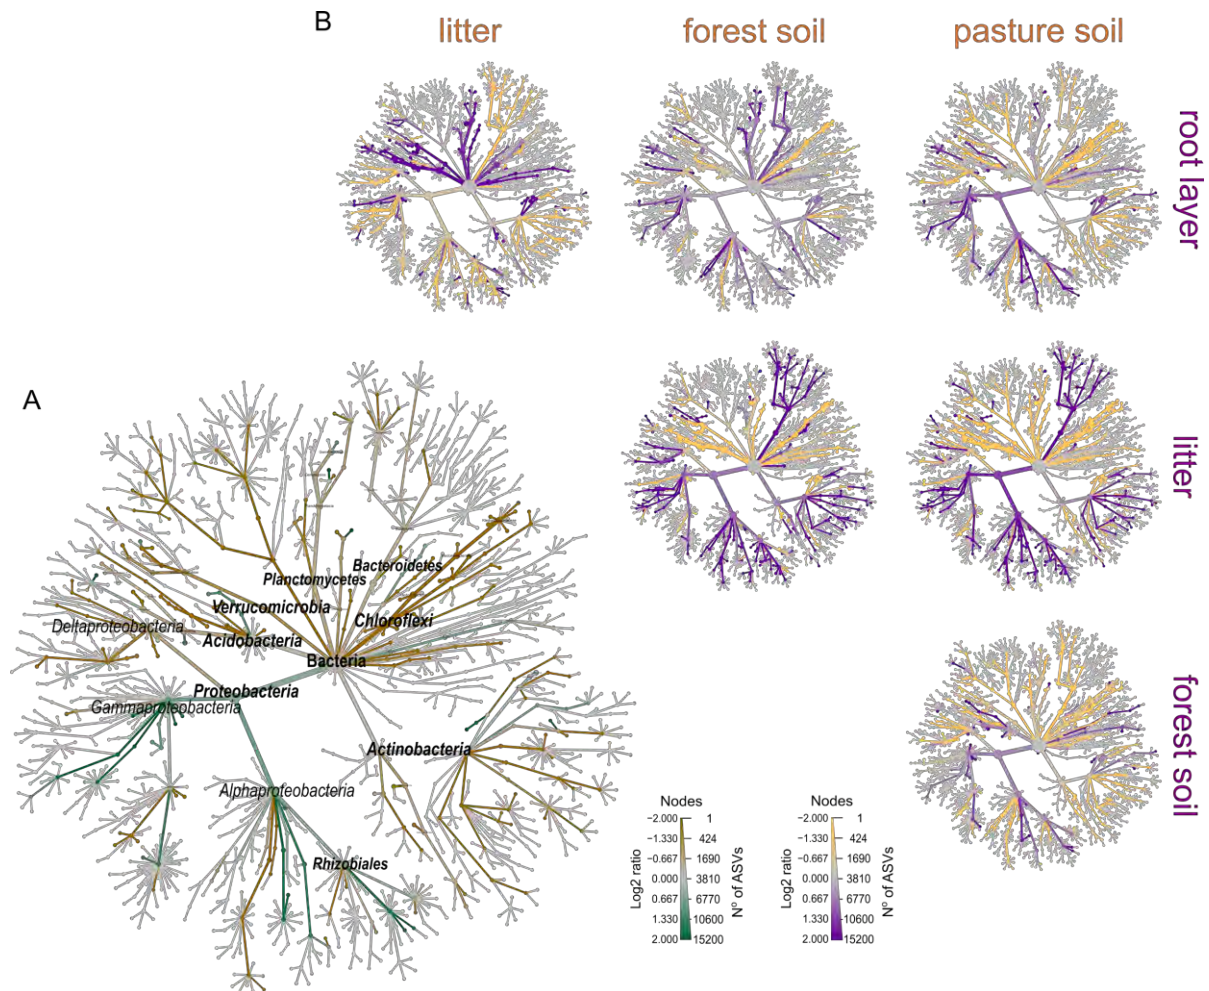 B
litter
forest soil
pasture soil
root layer
litter
forest soil
A
Bacteroidetes
Planctomycetes
Verrucomicrobia
Chloroflexi
Deltaproteobacteria
Acidobacteria
Bacteria
Proteobacteria
Gammaproteobacteria
Actinobacteria
Alphaproteobacteria
Rhizobiales
Nodes
−2.000 1
−1.330 424
−0.667 1690
0.000 3810
0.667 6770
1.330 10600
2.000 15200
Log2 ratio
Nº of ASVs
Nodes
−2.000 1
−1.330 424
−0.667 1690
0.000 3810
0.667 6770
1.330 10600
2.000 15200
Log2 ratio
Nº of ASVs